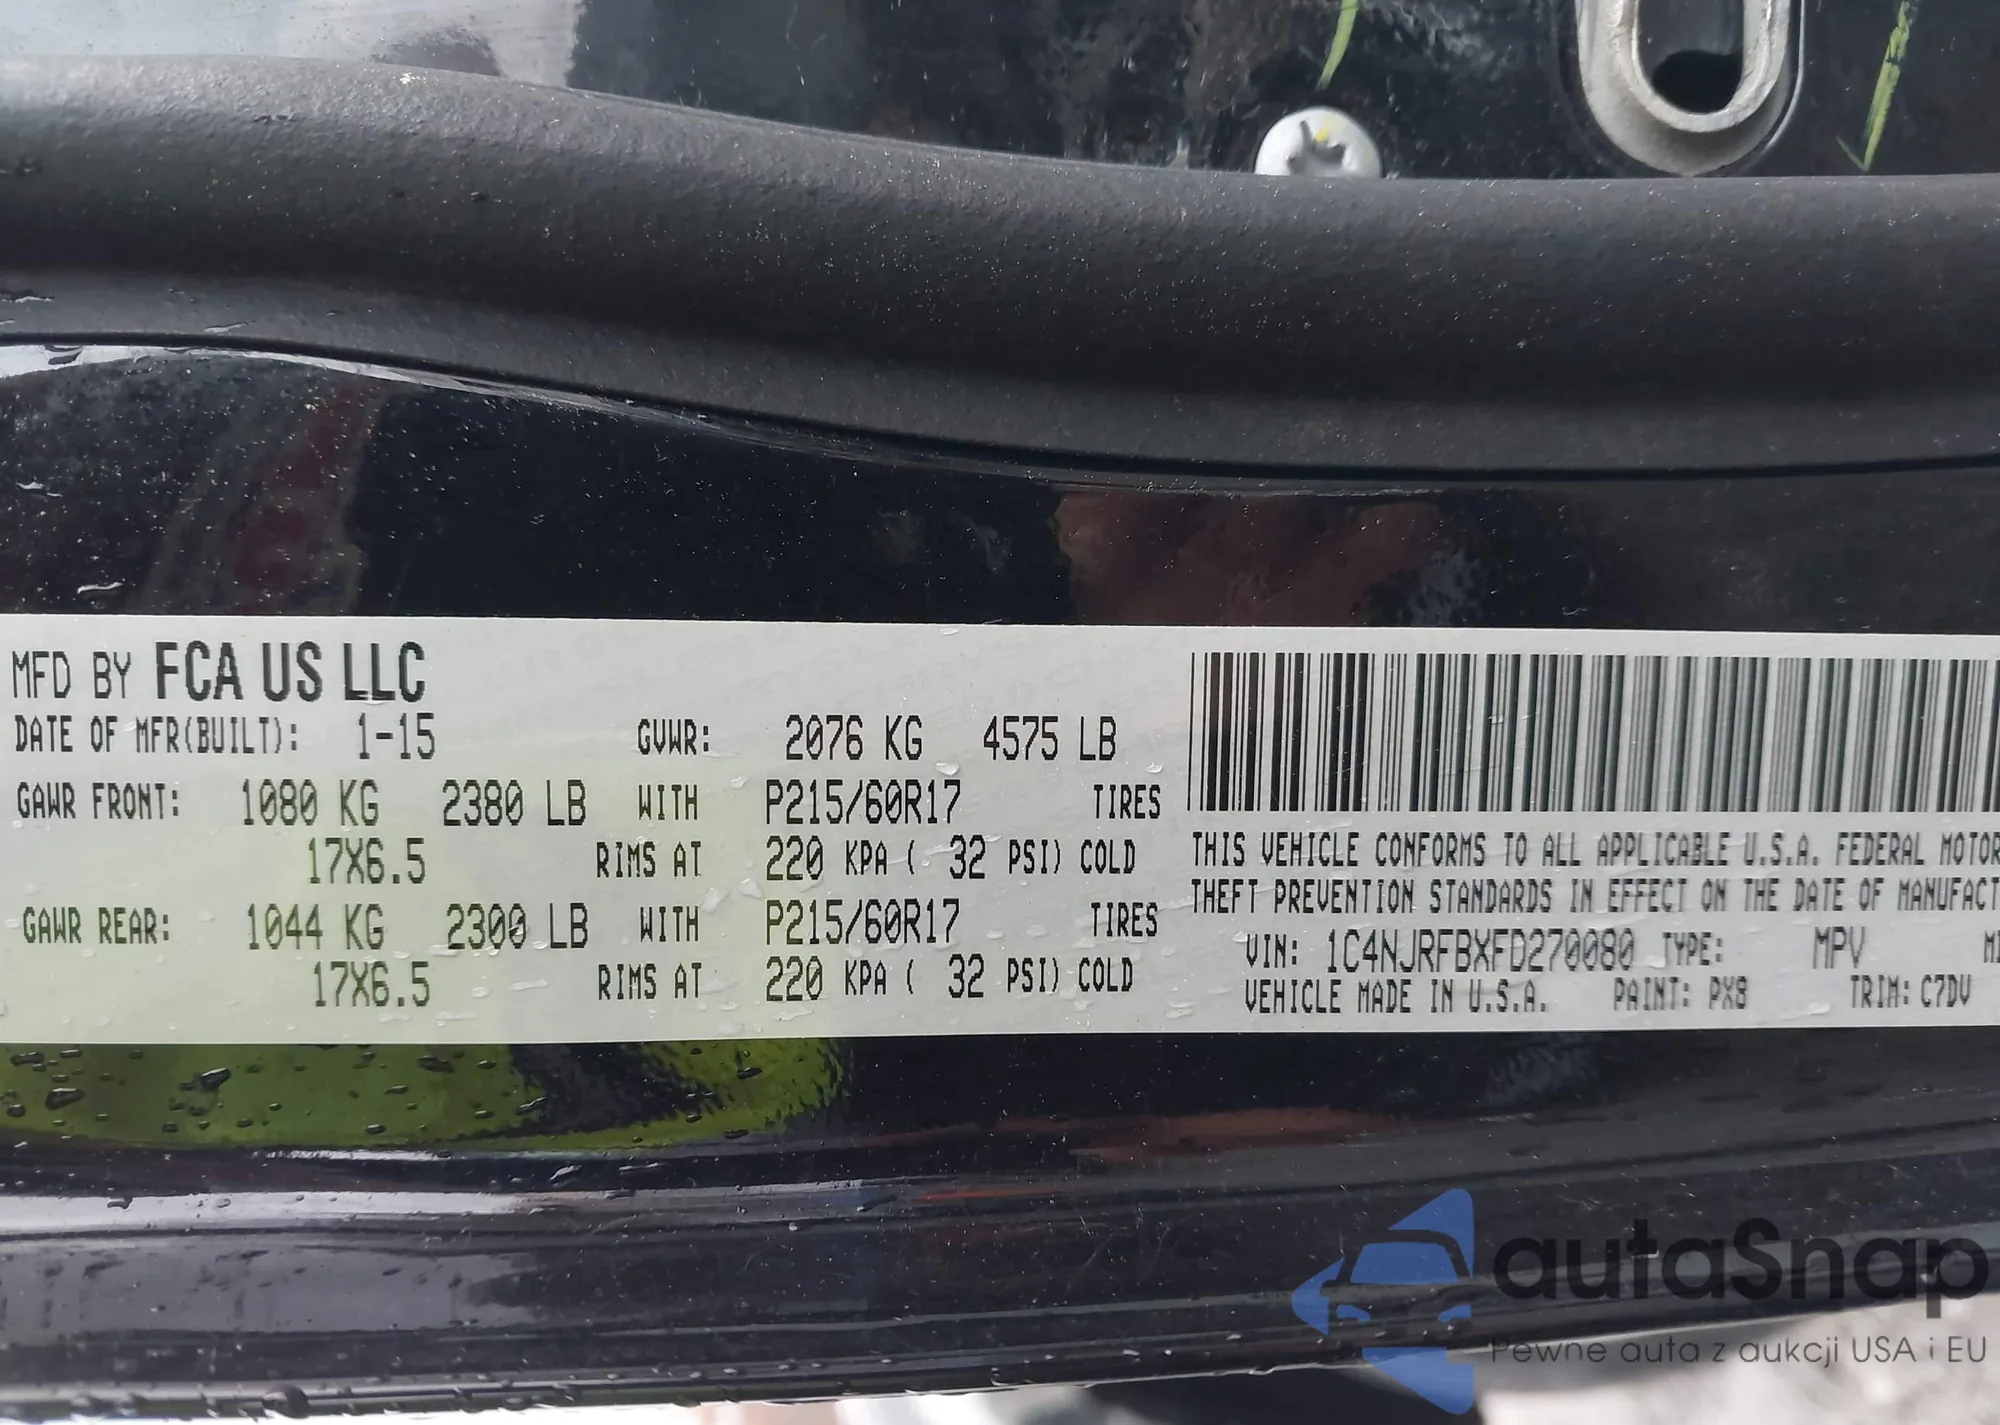 MFD BY FCA US LLC
DATE OF MFR(BUILT): 1-15 GVWR: 2076 KG 4575 LB
GAWR FRONT: 1080 KG 2380 LB WITH P215/60R17 TIRES
17X6.5 RIMS AT 220 KPA ( 32 PSI) COLD
GAWR REAR: 1044 KG 2300 LB WITH P215/60R17 TIRES
17X6.5 RIMS AT 220 KPA ( 32 PSI) COLD
THIS VEHICLE CONFORMS TO ALL APPLICABLE U.S.A. FEDERAL MOTOR
THEFT PREVENTION STANDARDS IN EFFECT ON THE DATE OF MANUFACT
VIN: 1C4NJRFBXFD270080 TYPE: MPV
VEHICLE MADE IN U.S.A. PAINT: PX8 TRIM: C7DV
autaSnap
Pewne auta z aukcji USA i EU